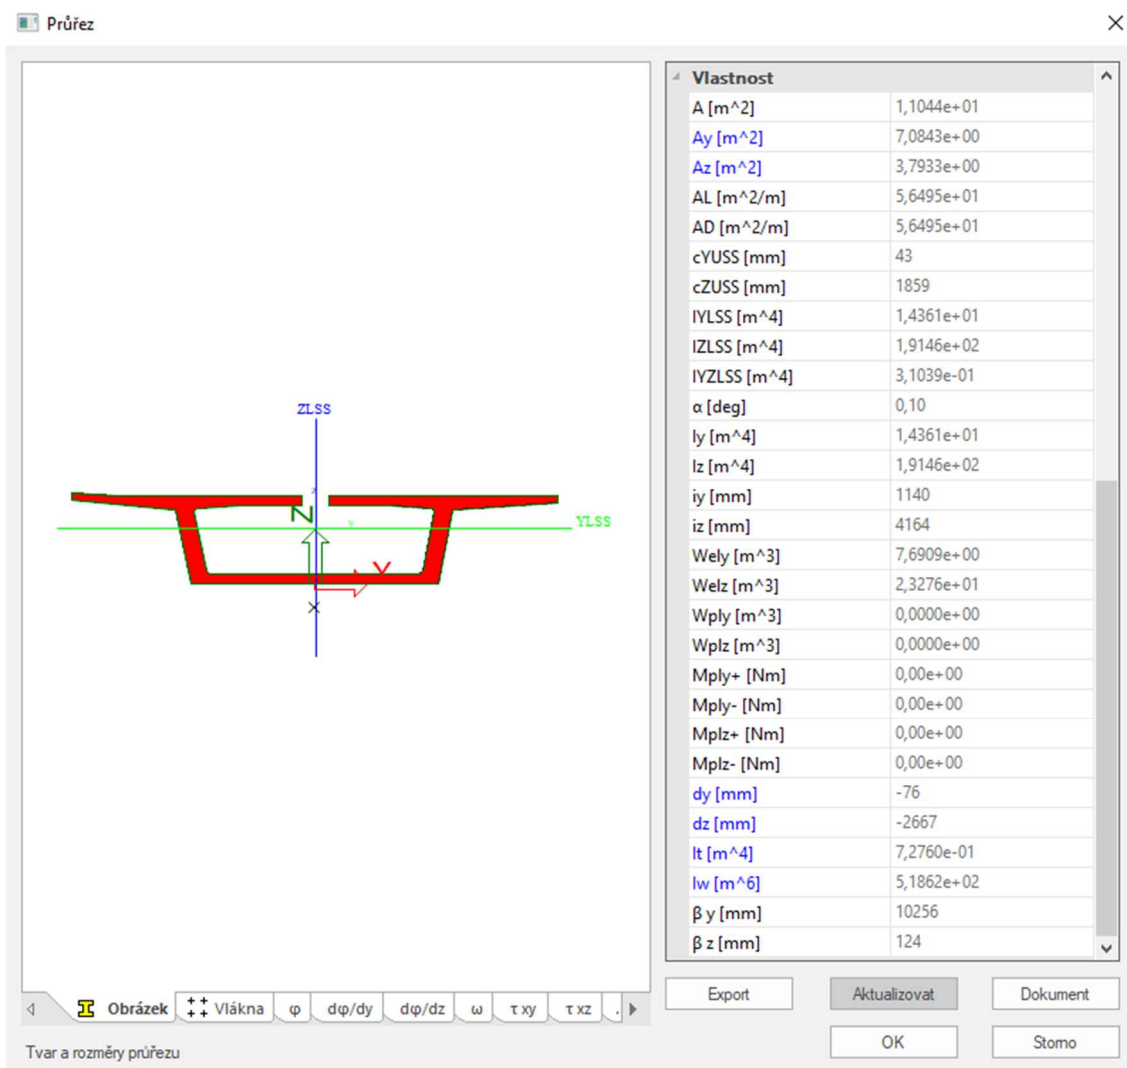 Průřez
Vlastnost
A [m^2] 1,1044e+01
Ay [m^2] 7,0843e+00
Az [m^2] 3,7933e+00
AL [m^2/m] 5,6495e+01
AD [m^2/m] 5,6495e+01
cYUSS [mm] 43
cZUSS [mm] 1859
IYLSS [m^4] 1,4361e+01
IZLSS [m^4] 1,9146e+02
IYZLSS [m^4] 3,1039e-01
α [deg] 0,10
Iy [m^4] 1,4361e+01
Iz [m^4] 1,9146e+02
iy [mm] 1140
iz [mm] 4164
Wely [m^3] 7,6909e+00
Welz [m^3] 2,3276e+01
Wply [m^3] 0,0000e+00
Wplz [m^3] 0,0000e+00
Mply+ [Nm] 0,00e+00
Mply- [Nm] 0,00e+00
Mplz+ [Nm] 0,00e+00
Mplz- [Nm] 0,00e+00
dy [mm] -76
dz [mm] -2667
It [m^4] 7,2760e-01
Iw [m^6] 5,1862e+02
β y [mm] 10256
β z [mm] 124
ZLSS
z
y
YLSS
Z
Y
X
Obrázek Vlákna φ dφ/dy dφ/dz ω τ xy τ xz .
Export Aktualizovat Dokument
OK Storno
Tvar a rozměry průřezu